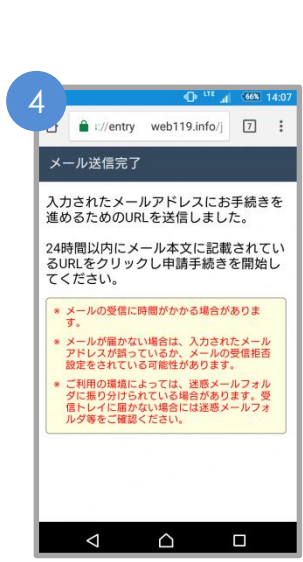 4
LTE 66% 14:07
://entry web119.info/j 7
メール送信完了
入力されたメールアドレスにお手続きを
進めるためのURLを送信しました。
24時間以内にメール本文に記載されてい
るURLをクリックし申請手続きを開始し
てください。
* メールの受信に時間がかかる場合がありま
す。
* メールが届かない場合は、入力されたメール
アドレスが誤っているか、メールの受信拒否
設定をされている可能性があります。
* ご利用の環境によっては、迷惑メールフォル
ダに振り分けられている場合があります。受
信トレイに届かない場合には迷惑メールフォ
ルダ等をご確認ください。